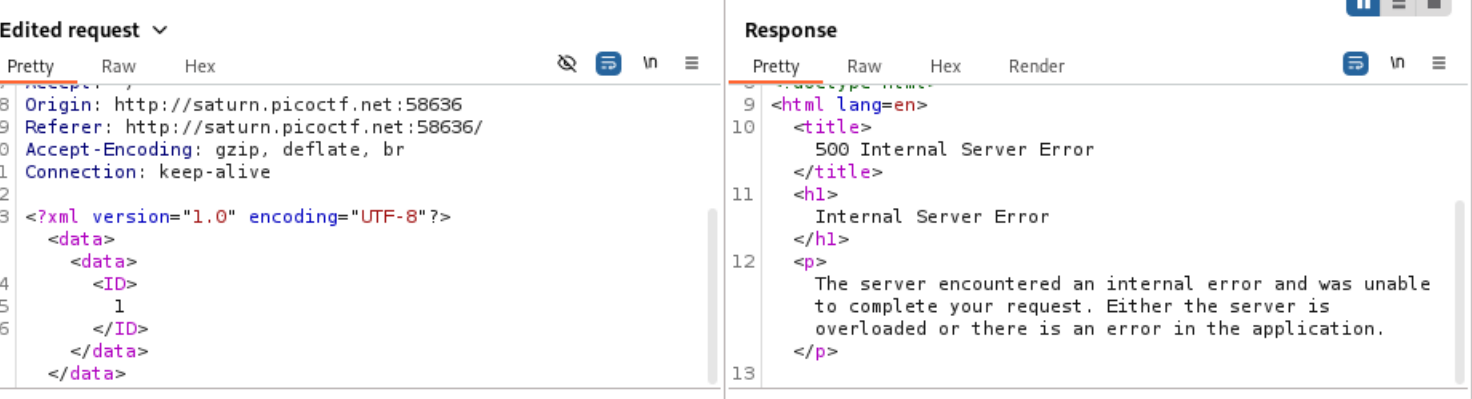 Edited request
Pretty Raw Hex
\n
8 Origin: http://saturn.picoctf.net:58636
9 Referer: http://saturn.picoctf.net:58636/
0 Accept-Encoding: gzip, deflate, br
1 Connection: keep-alive
2
3 <?xml version="1.0" encoding="UTF-8"?>
<data>
<data>
4 <ID>
5 1
6 </ID>
</data>
</data>
Response
Pretty Raw Hex Render
\n
8 <!doctype html>
9 <html lang=en>
10 <title>
500 Internal Server Error
</title>
11 <h1>
Internal Server Error
</h1>
12 <p>
The server encountered an internal error and was unable
to complete your request. Either the server is
overloaded or there is an error in the application.
</p>
13